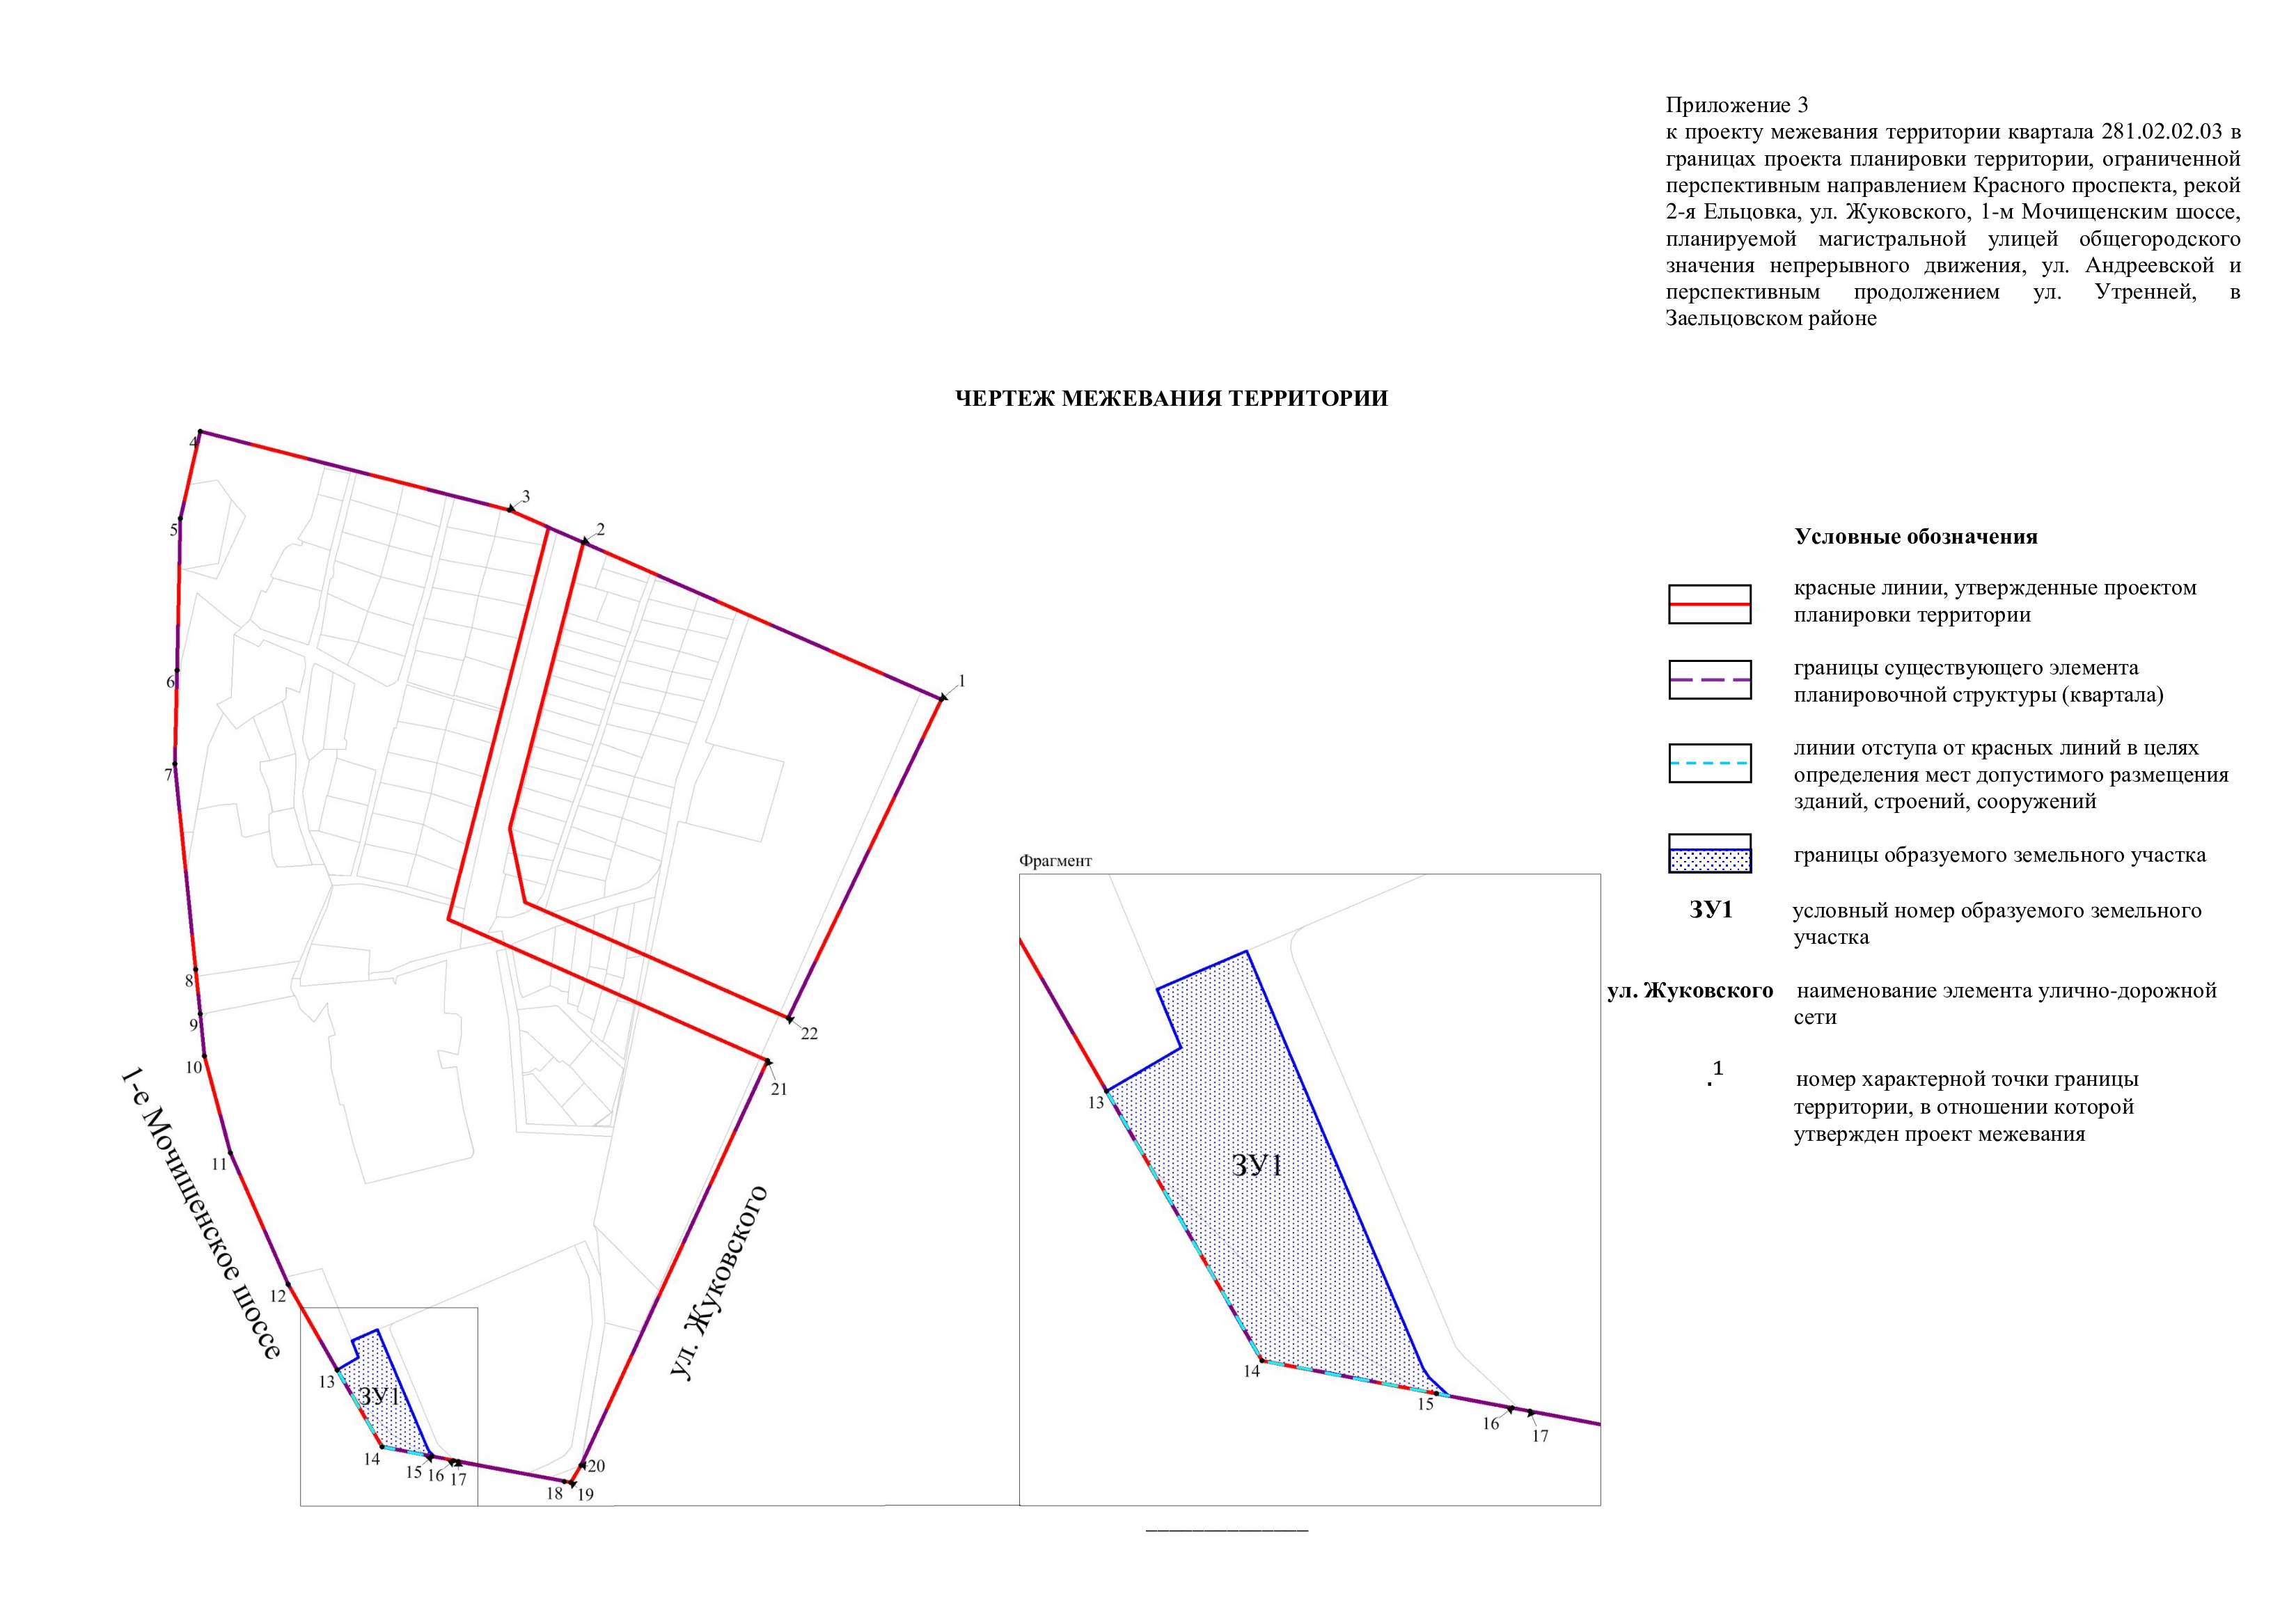 Приложение 3
к проекту межевания территории квартала 281.02.02.03 в
границах проекта планировки территории, ограниченной
перспективным направлением Красного проспекта, рекой
2-я Ельцовка, ул. Жуковского, 1-м Мочищенским шоссе,
планируемой магистральной улицей общегородского
значения непрерывного движения, ул. Андреевской и
перспективным продолжением ул. Утренней, в
Заельцовском районе
ЧЕРТЕЖ МЕЖЕВАНИЯ ТЕРРИТОРИИ
4
3
2
5
1
6
7
8
9
22
10
21
11
12
13
ЗУ1
14
15
16
17
18
19
20
1-е Мочищенское шоссе
ул. Жуковского
Фрагмент
13
ЗУ1
14
15
16
17
Условные обозначения
красные линии, утвержденные проектом
планировки территории
границы существующего элемента
планировочной структуры (квартала)
линии отступа от красных линий в целях
определения мест допустимого размещения
зданий, строений, сооружений
границы образуемого земельного участка
ЗУ1 условный номер образуемого земельного
участка
ул. Жуковского наименование элемента улично-дорожной
сети
.1 номер характерной точки границы
территории, в отношении которой
утвержден проект межевания